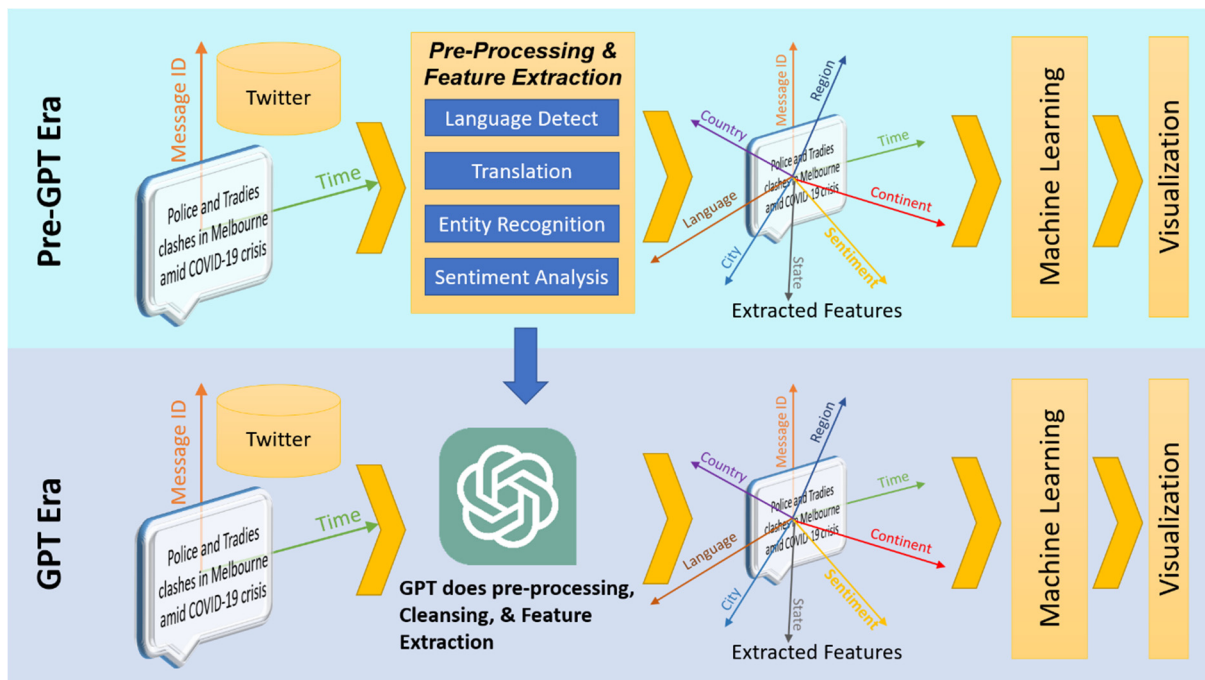 Pre-GPT Era
Message ID
Twitter
Time
Police and Tradies
clashes in Melbourne
amid COVID-19 crisis
Pre-Processing &
Feature Extraction
Language Detect
Translation
Entity Recognition
Sentiment Analysis
Message ID
Region
Country
Time
Police and Tradies
clashes in Melbourne
amid COVID-19 crisis
Language
Continent
City
State
Sentiment
Extracted Features
Machine Learning
Visualization
GPT Era
Message ID
Twitter
Time
Police and Tradies
clashes in Melbourne
amid COVID-19 crisis
GPT does pre-processing,
Cleansing, & Feature
Extraction
Message ID
Region
Country
Time
Police and Tradies
clashes in Melbourne
amid COVID-19 crisis
Language
Continent
City
State
Sentiment
Extracted Features
Machine Learning
Visualization